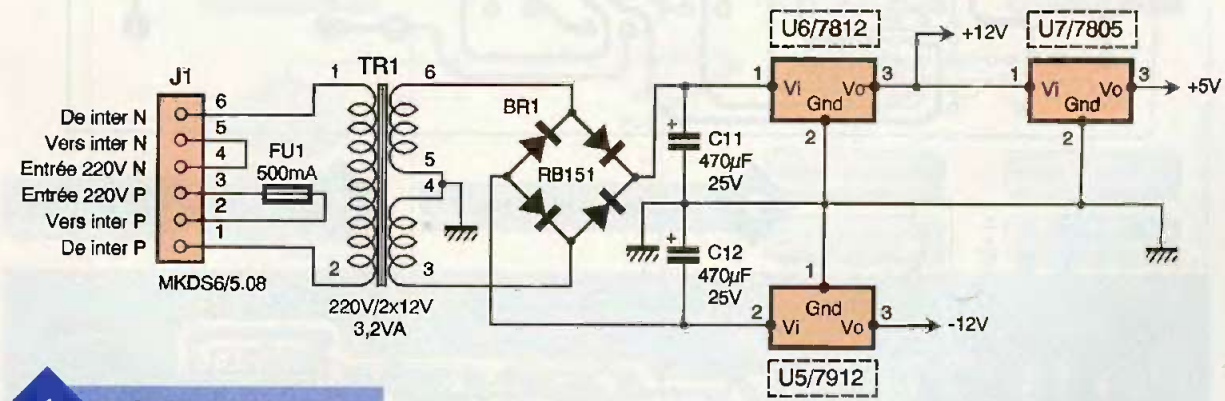 J1
6
De inter N
5
Vers inter N
4
Entrée 220V N
3
Entrée 220V P
2
Vers inter P
1
De inter P
MKDS6/5.08
FU1
500mA
TR1
1
6
5
4
2
3
220V/2x12V
3,2VA
BR1
RB151
+
C11
470µF
25V
+
C12
470µF
25V
U6/7812
1
Vi
Vo
3
Gnd
2
+12V
U7/7805
1
Vi
Vo
3
Gnd
2
+5V
1
Gnd
2
Vi
Vo
3
-12V
U5/7912